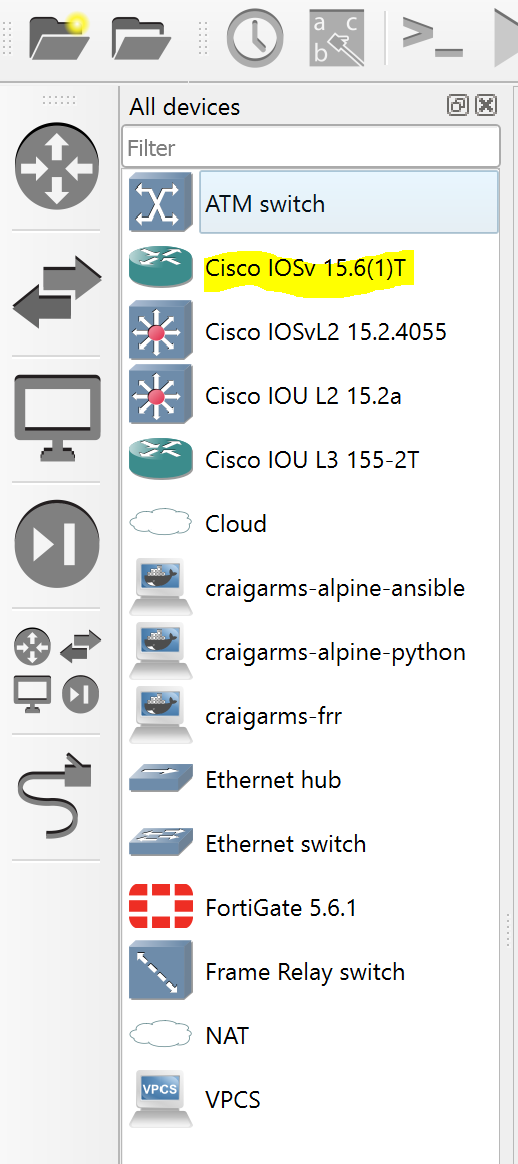 a c
b
>_
All devices
Filter
ATM switch
Cisco IOSv 15.6(1)T
Cisco IOSvL2 15.2.4055
Cisco IOU L2 15.2a
Cisco IOU L3 155-2T
Cloud
craigarms-alpine-ansible
craigarms-alpine-python
craigarms-frr
Ethernet hub
Ethernet switch
FortiGate 5.6.1
Frame Relay switch
NAT
VPCS
VPCS